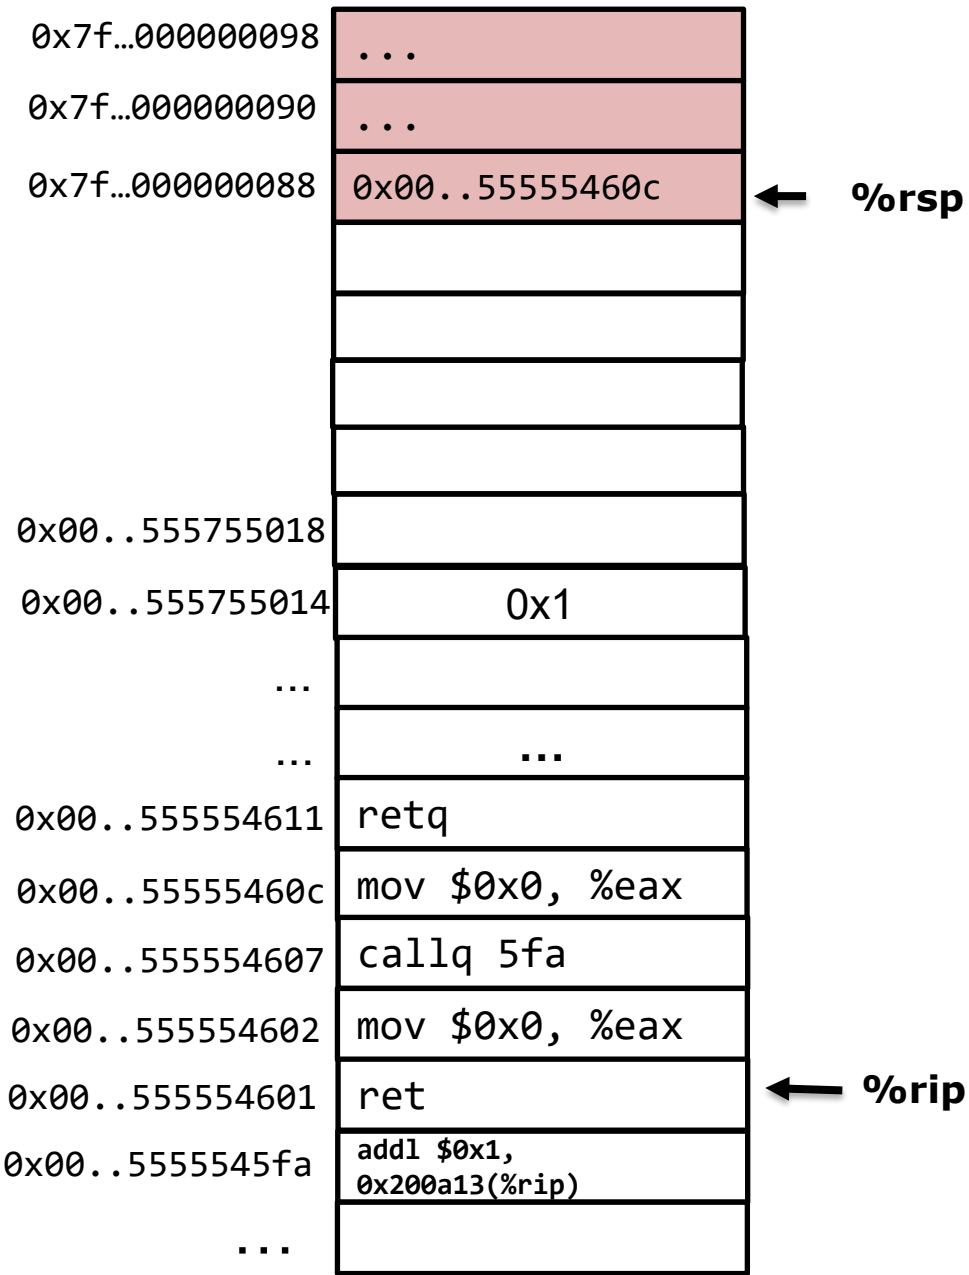 0x7f…000000098 ...
0x7f…000000090 ...
0x7f…000000088 0x00..55555460c %rsp
0x00..555755018
0x00..555755014 0x1
...
... ...
0x00..555554611 retq
0x00..55555460c mov $0x0, %eax
0x00..555554607 callq 5fa
0x00..555554602 mov $0x0, %eax
0x00..555554601 ret %rip
0x00..5555545fa addl $0x1,
0x200a13(%rip)
...